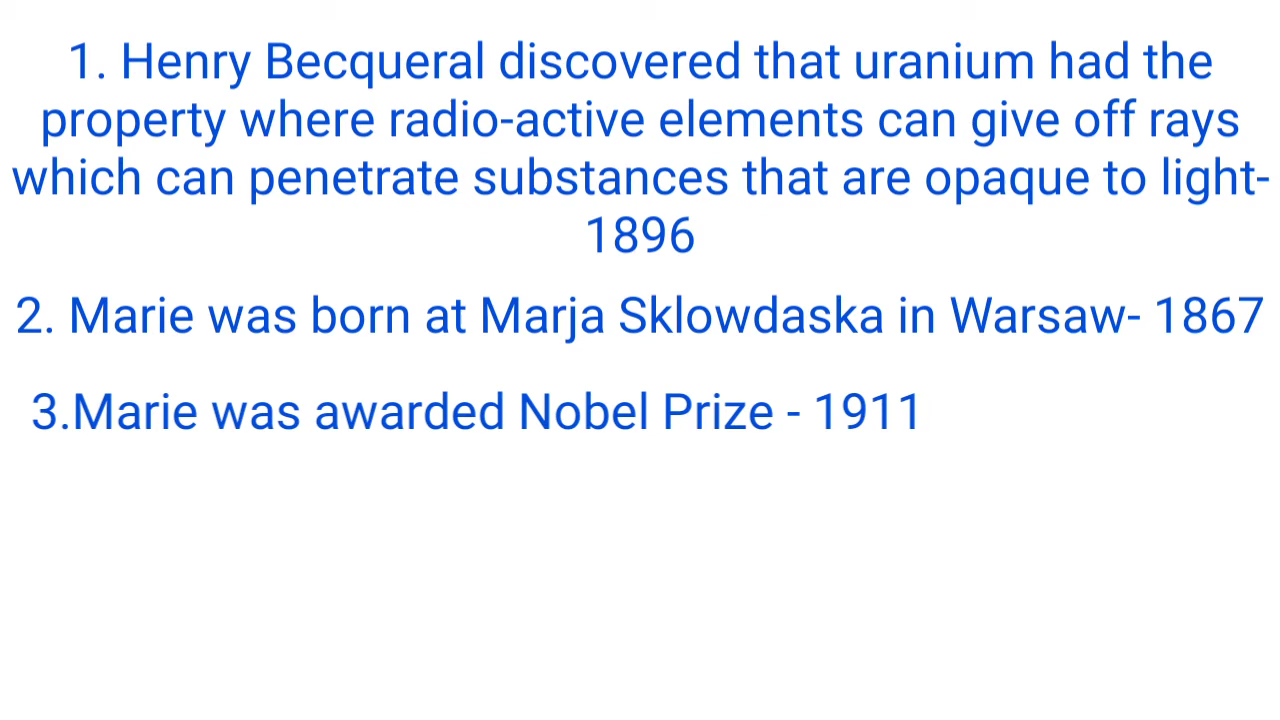 1. Henry Becqueral discovered that uranium had the
property where radio-active elements can give off rays
which can penetrate substances that are opaque to light-
1896
2. Marie was born at Marja Sklowdaska in Warsaw- 1867
3.Marie was awarded Nobel Prize - 1911